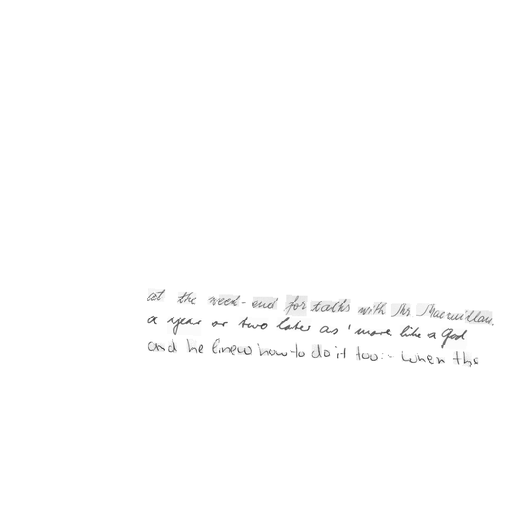 at the week-end for talks with Mr Macmillan.
a year or two later as ' more like a God
and he knew how to do it too:- when the